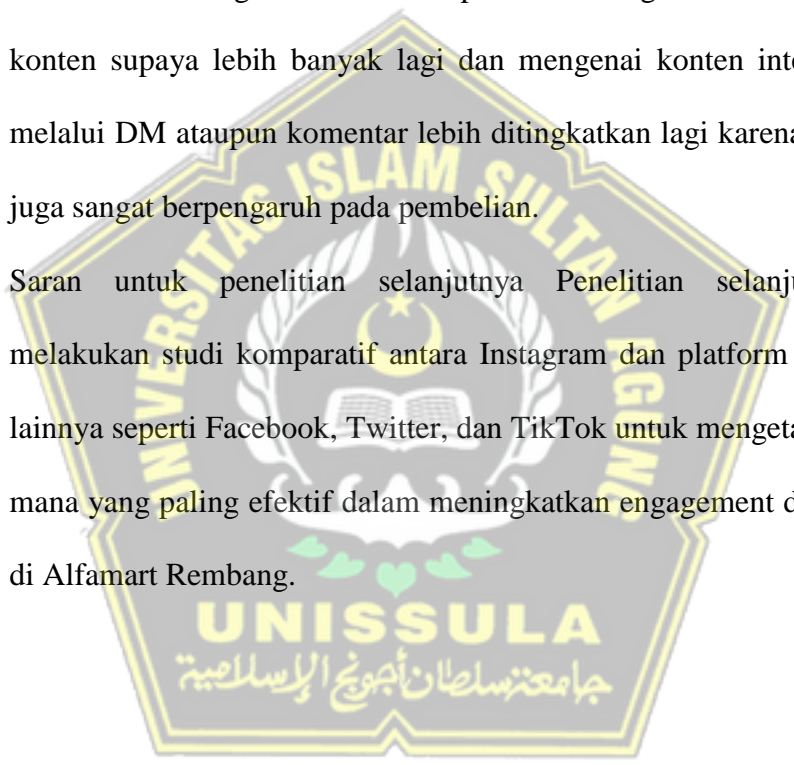 konten supaya lebih banyak lagi dan mengenai konten
melalui DM ataupun komentar lebih ditingkatkan lagi karena
juga sangat berpengaruh pada pembelian.
Saran untuk penelitian selanjutnya Penelitian
melakukan studi komparatif antara Instagram dan platform
lainnya seperti Facebook, Twitter, dan TikTok untuk
mana yang paling efektif dalam meningkatkan engagement
di Alfamart Rembang.
UNIVERSITAS ISLAM SULTAN AGUNG
UNISSULA
جامعة سلطان أجونج الإسلامية